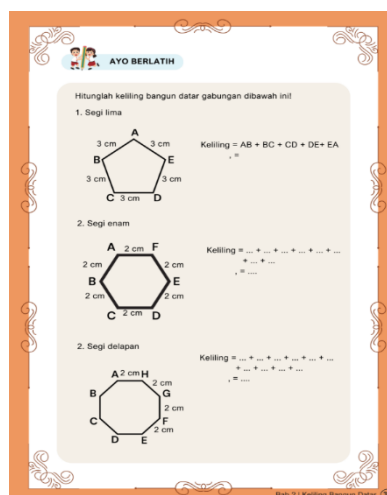 AYO BERLATIH
Hitunglah keliling bangun datar gabungan dibawah ini!
1. Segi lima
A
3 cm 3 cm
B E
3 cm 3 cm
C 3 cm D
Keliling = AB + BC + CD + DE+ EA
, =
2. Segi enam
A 2 cm F
2 cm 2 cm
B E
2 cm 2 cm
C 2 cm D
Keliling = ... + ... + ... + ... + ... + ...
+ ... + ...
, = ....
2. Segi delapan
A 2 cm H
2 cm
B G
2 cm
C F
2 cm
D E
Keliling = ... + ... + ... + ... + ... + ...
+ ... + ... + ... + ...
, = ....
Bab 2 | Keliling Bangun Datar